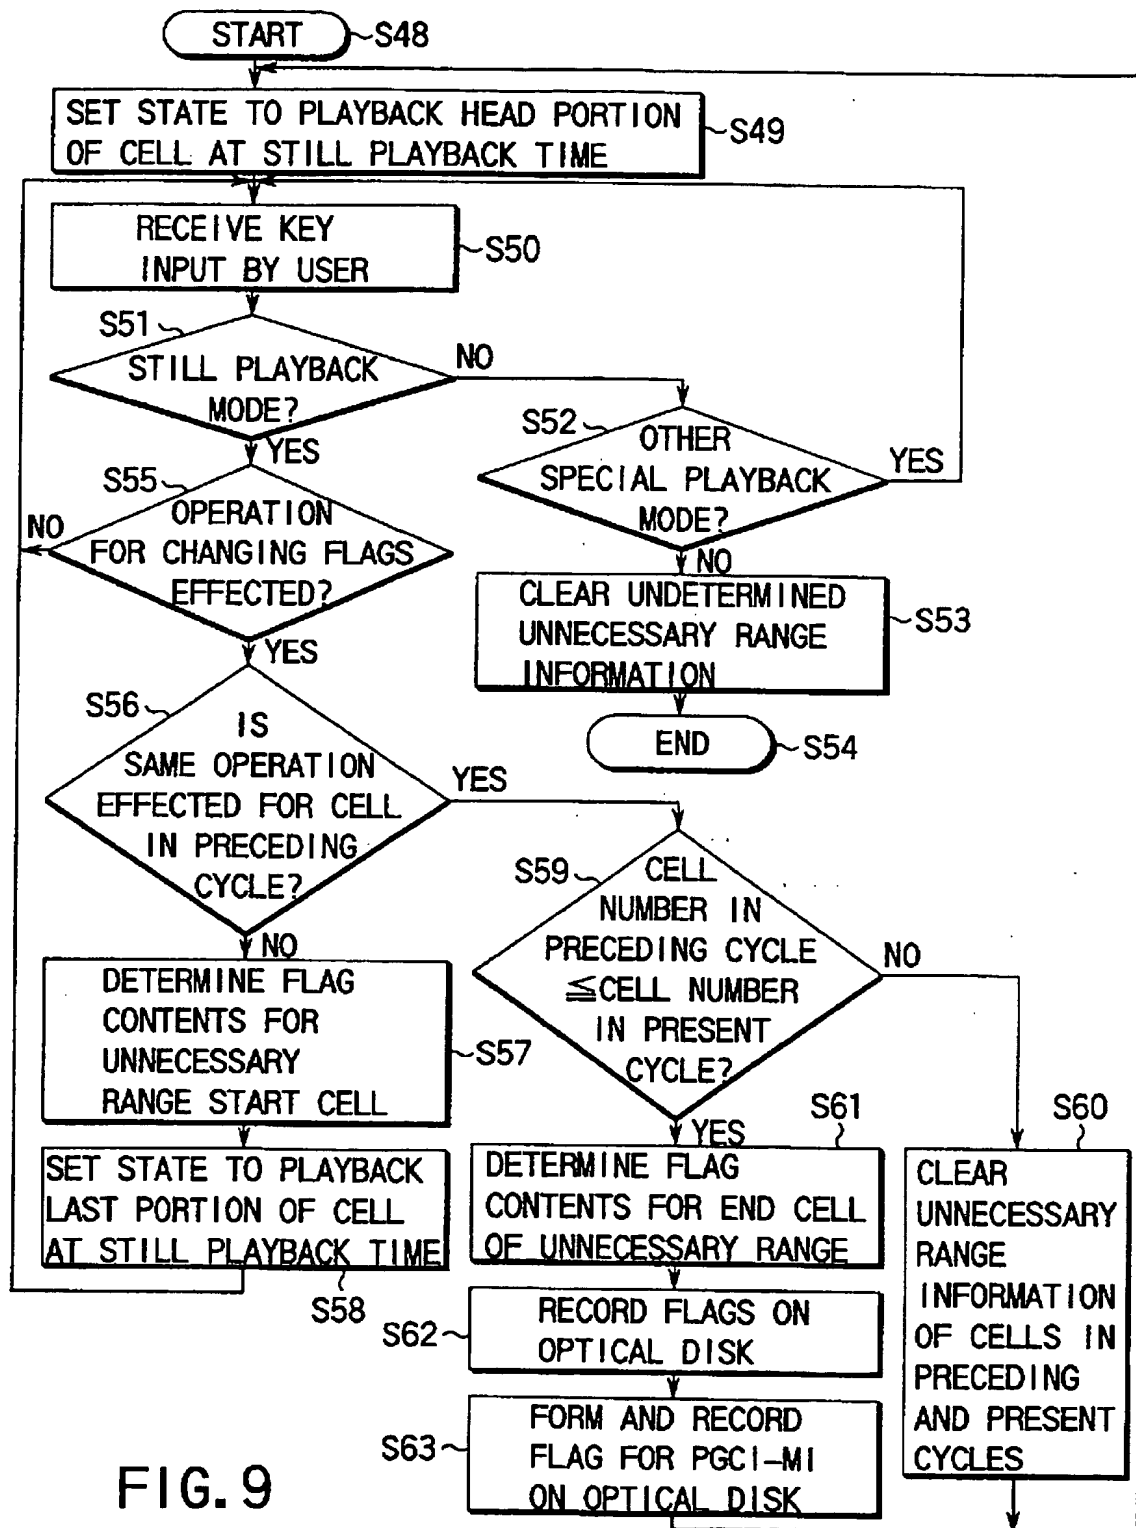 START
S48
SET STATE TO PLAYBACK HEAD PORTION
OF CELL AT STILL PLAYBACK TIME
S49
RECEIVE KEY
INPUT BY USER
S50
S51
STILL PLAYBACK
MODE?
NO
YES
S52
OTHER
SPECIAL PLAYBACK
MODE?
YES
NO
CLEAR UNDETERMINED
UNNECESSARY RANGE
INFORMATION
S53
END
S54
S55
OPERATION
FOR CHANGING FLAGS
EFFECTED?
NO
YES
S56
IS
SAME OPERATION
EFFECTED FOR CELL
IN PRECEDING
CYCLE?
YES
NO
DETERMINE FLAG
CONTENTS FOR
UNNECESSARY
RANGE START CELL
S57
SET STATE TO PLAYBACK
LAST PORTION OF CELL
AT STILL PLAYBACK TIME
S58
S59
CELL
NUMBER IN
PRECEDING CYCLE
≦CELL NUMBER
IN PRESENT
CYCLE?
NO
YES
S61
DETERMINE FLAG
CONTENTS FOR END CELL
OF UNNECESSARY RANGE
S62
RECORD FLAGS ON
OPTICAL DISK
S63
FORM AND RECORD
FLAG FOR PGCI-MI
ON OPTICAL DISK
S60
CLEAR
UNNECESSARY
RANGE
INFORMATION
OF CELLS IN
PRECEDING
AND PRESENT
CYCLES
FIG. 9